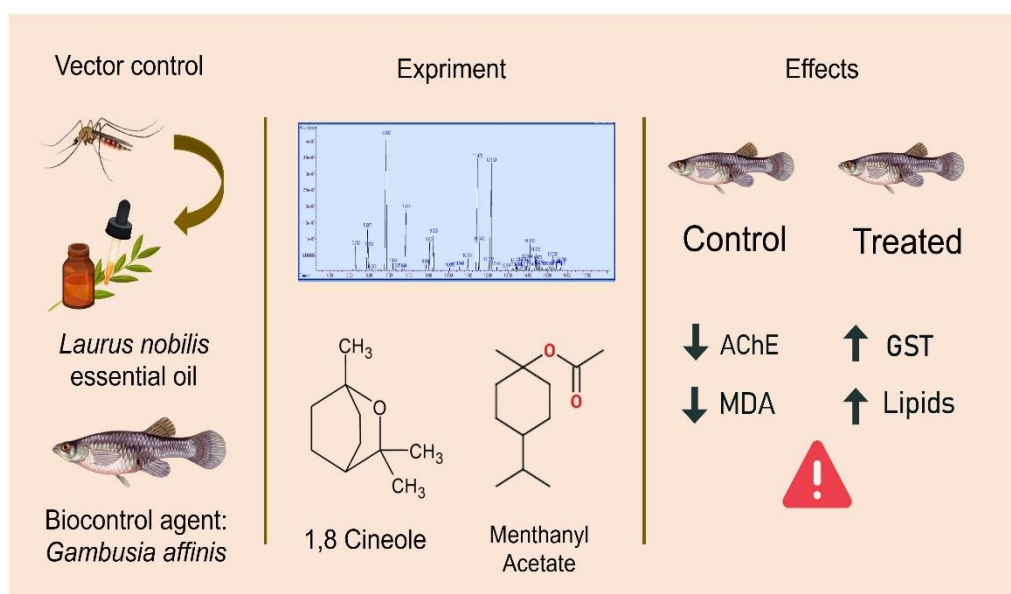 Vector control
Laurus nobilis
essential oil
Biocontrol agent:
Gambusia affinis
Expriment
CH3
O
CH3
CH3
1,8 Cineole
O
O
Menthanyl
Acetate
Effects
Control
Treated
AChE
GST
MDA
Lipids